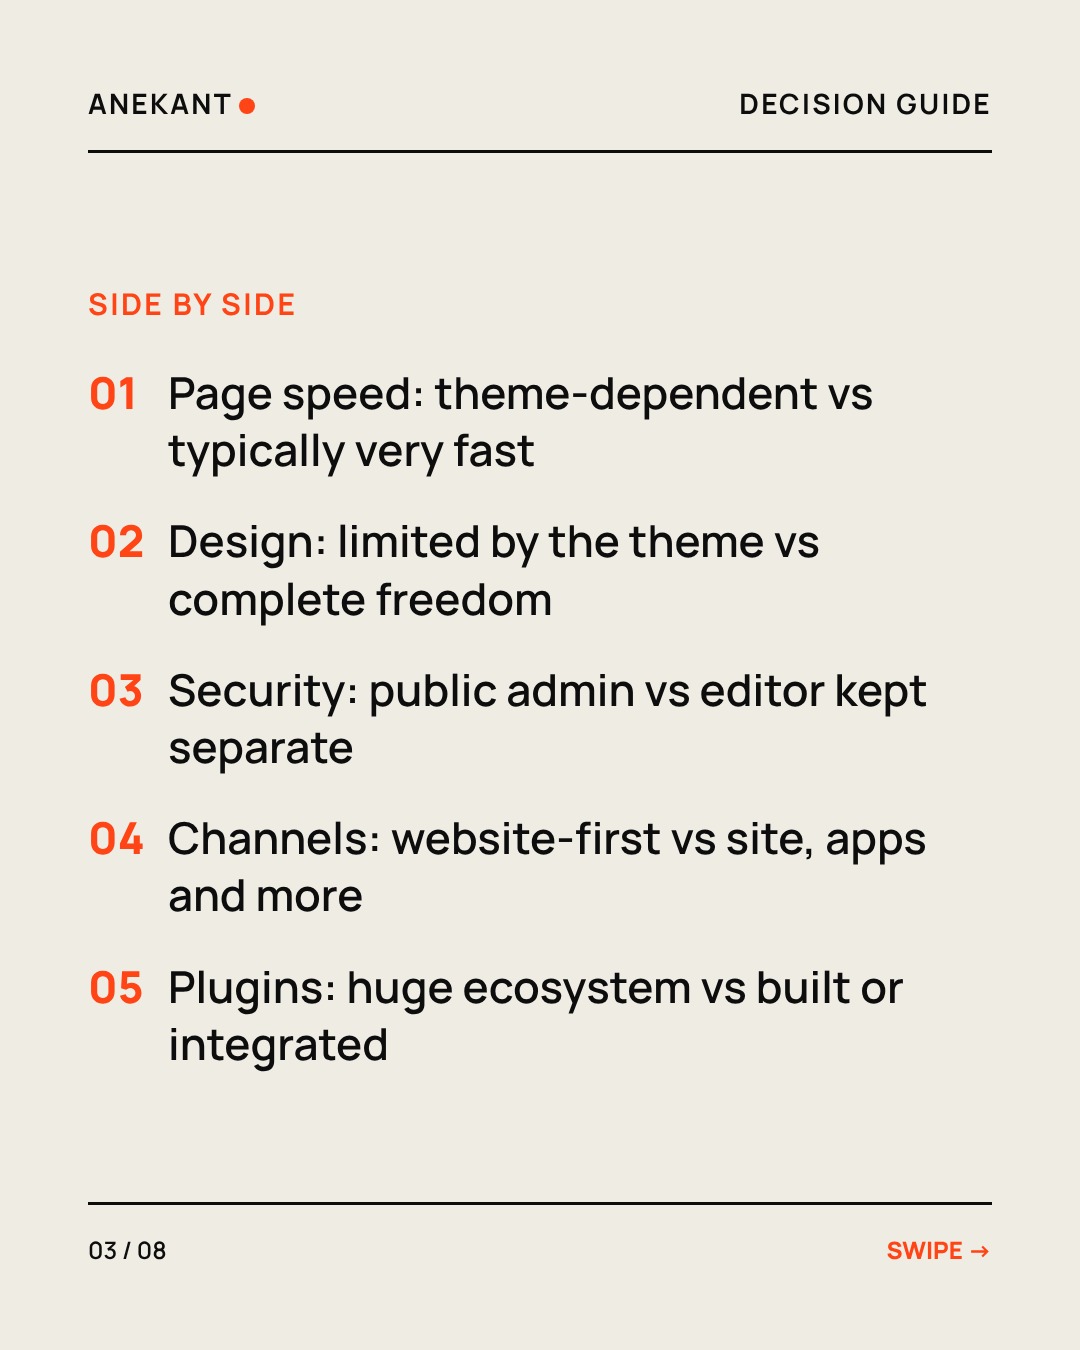 ANEKANT
DECISION GUIDE
SIDE BY SIDE
01 Page speed: theme-dependent vs
typically very fast
02 Design: limited by the theme vs
complete freedom
03 Security: public admin vs editor kept
separate
04 Channels: website-first vs site, apps
and more
05 Plugins: huge ecosystem vs built or
integrated
03 / 08
SWIPE →